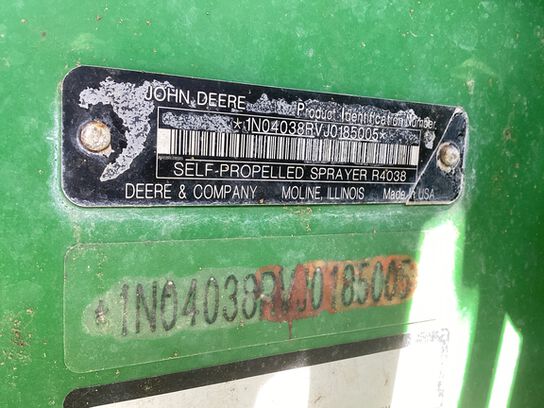 JOHN DEERE
Product Identification Number
*1N04038RVJ0185005*
SELF-PROPELLED SPRAYER R4038
DEERE & COMPANY MOLINE, ILLINOIS Made in USA
*1N04038RVJ0185005